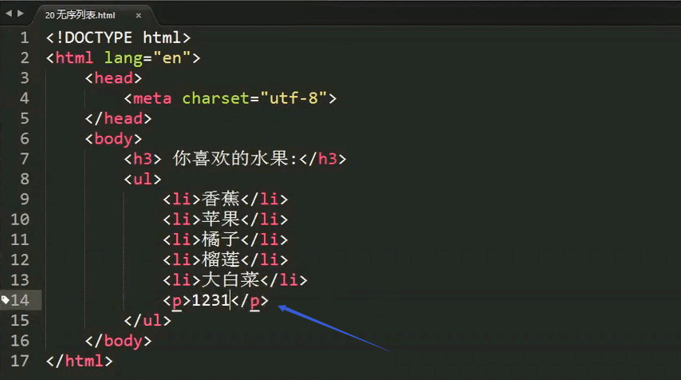 20 无序列表.html ×
1 <!DOCTYPE html>
2 <html lang="en">
3 <head>
4 <meta charset="utf-8">
5 </head>
6 <body>
7 <h3> 你喜欢的水果:</h3>
8 <ul>
9 <li>香蕉</li>
10 <li>苹果</li>
11 <li>橘子</li>
12 <li>榴莲</li>
13 <li>大白菜</li>
14 <p>1231</p>
15 </ul>
16 </body>
17 </html>